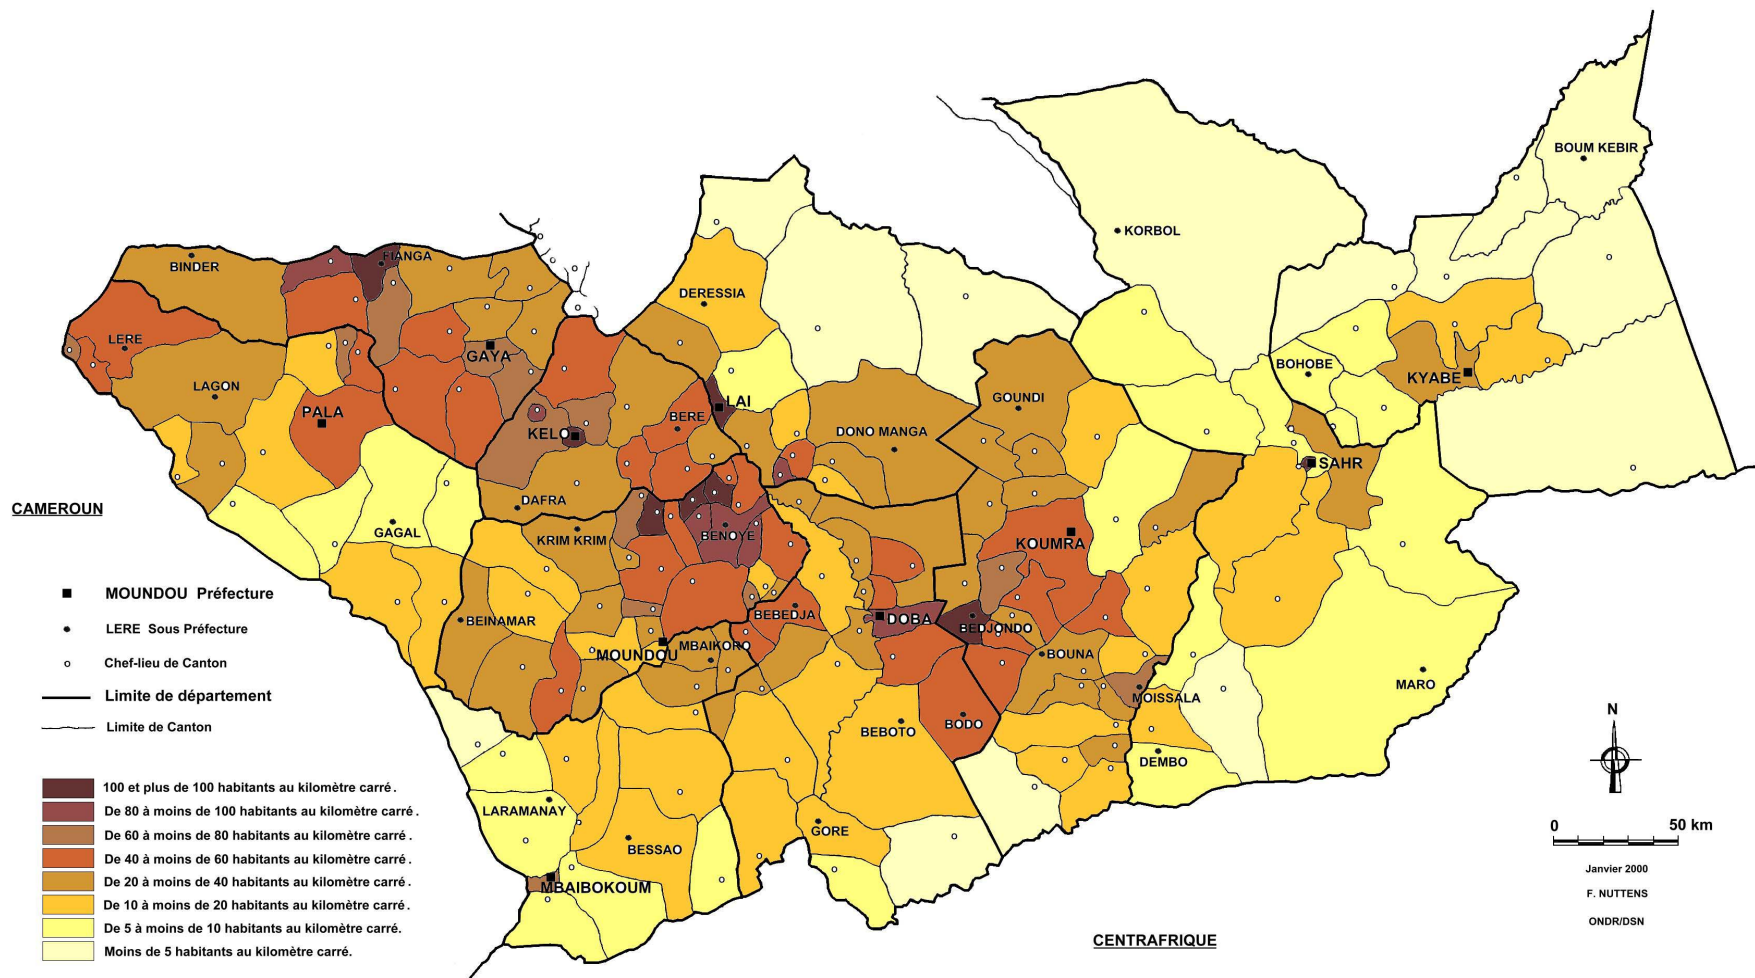 BOUM KEBIR
KORBOL
BINDER
FIANGA
DERESSIA
LERE
GAYA
BOHOBE
KYABE
LAGON
PALA
LAI
GOUNDI
BERE
KELO
DONO MANGA
SAHR
DAFRA
CAMEROUN
GAGAL
KRIM KRIM
BENOYE
KOUMRA
MOUNDOU Préfecture
LERE Sous Préfecture
Chef-lieu de Canton
Limite de département
Limite de Canton
BEINAMAR
BEBEDJA
DOBA
BEDJONDO
MOUNDOU
MBAIKORO
BOUNA
MARO
MOISSALA
BEBOTO
BODO
DEMBO
LARAMANAY
GORE
BESSAO
MBAIBOKOUM
100 et plus de 100 habitants au kilomètre carré.
De 80 à moins de 100 habitants au kilomètre carré.
De 60 à moins de 80 habitants au kilomètre carré.
De 40 à moins de 60 habitants au kilomètre carré.
De 20 à moins de 40 habitants au kilomètre carré.
De 10 à moins de 20 habitants au kilomètre carré.
De 5 à moins de 10 habitants au kilomètre carré.
Moins de 5 habitants au kilomètre carré.
N
0 50 km
Janvier 2000
F. NUTTENS
ONDR/DSN
CENTRAFRIQUE